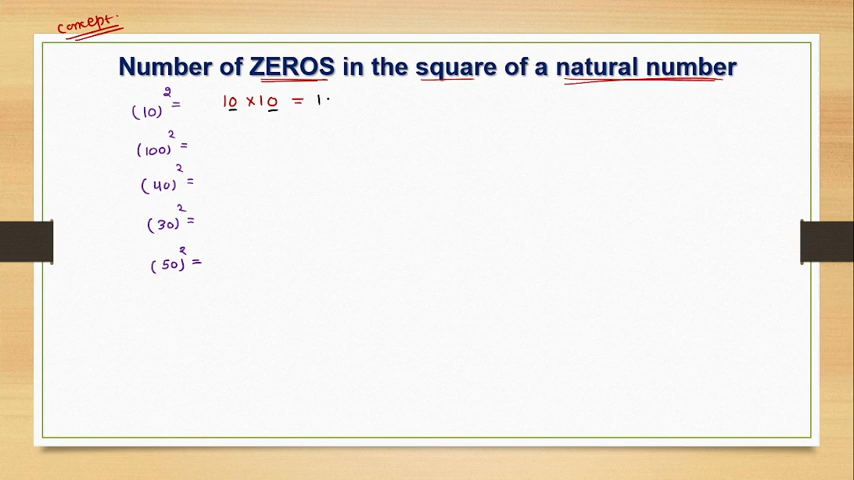 concept.
Number of ZEROS in the square of a natural number
(10)² = 10 × 10 = 1
(100)² =
(40)² =
(30)² =
(50)² =